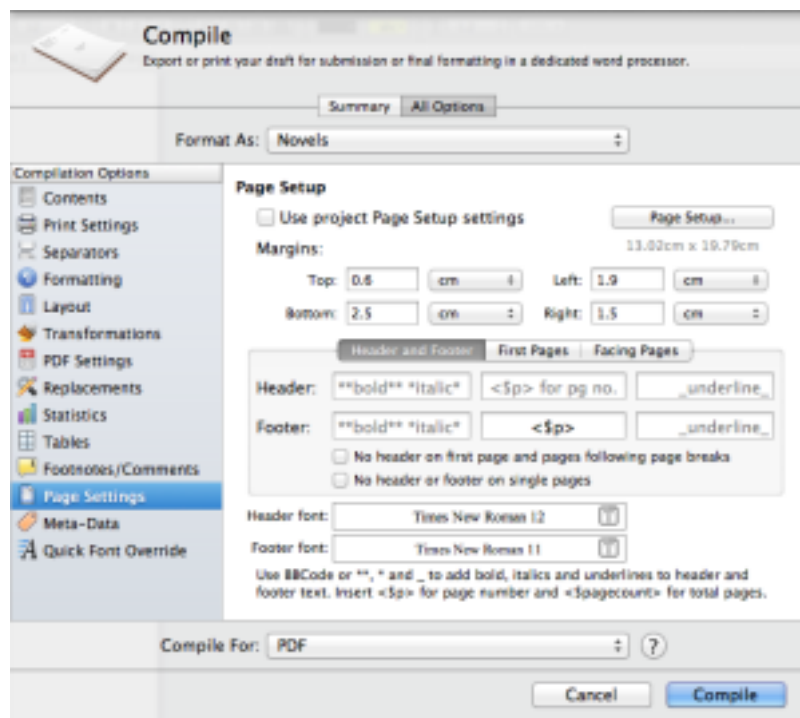 Compile
Export or print your draft for submission or final formatting in a dedicated word processor.
Summary All Options
Format As: Novels
Compilation Options
Contents
Print Settings
Separators
Formatting
Layout
Transformations
PDF Settings
Replacements
Statistics
Tables
Footnotes/Comments
Page Settings
Meta-Data
Quick Font Override
Page Setup
Use project Page Setup settings Page Setup...
Margins: 13.02cm x 19.79cm
Top: 0.6 cm Left: 1.9 cm
Bottom: 2.5 cm Right: 1.5 cm
Header and Footer First Pages Facing Pages
Header: **bold** *italic* <$p> for pg no. _underline_
Footer: **bold** *italic* <$p> _underline_
No header on first page and pages following page breaks
No header or footer on single pages
Header font: Times New Roman 12
Footer font: Times New Roman 11
Use BBCode or **, * and _ to add bold, italics and underlines to header and
footer text. Insert <$p> for page number and <$pagecount> for total pages.
Compile For: PDF ?
Cancel Compile